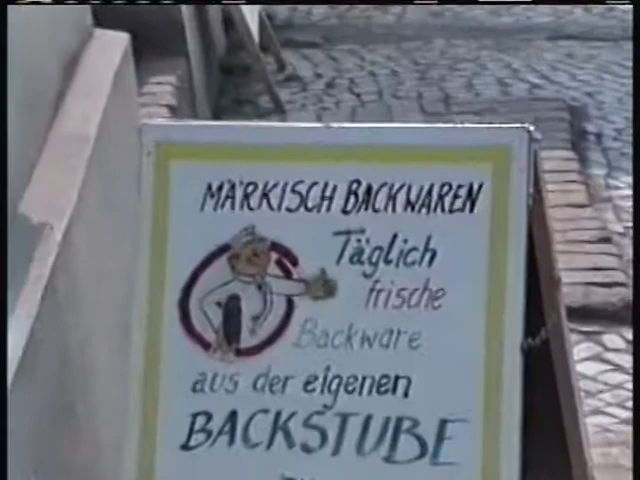 MÄRKISCH BACKWAREN
Täglich
frische
Backware
aus der eigenen
BACKSTUBE